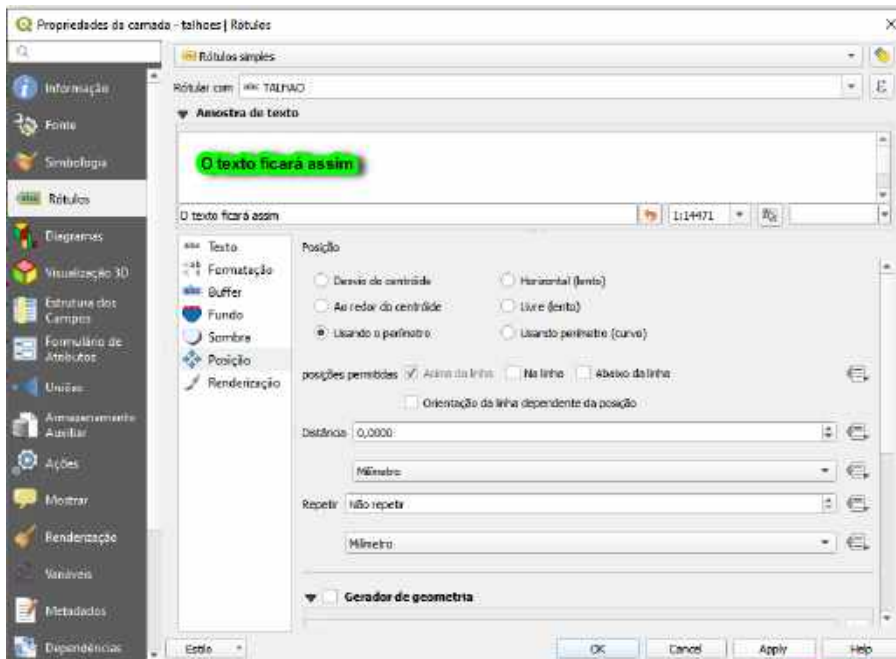 Propriedades da camada - talhoes | Rótulos
Informação
Fonte
Simbologia
Rótulos
Diagramas
Visualização 3D
Estrutura dos
Campos
Formulário de
Atributos
Uniões
Armazenamento
Auxiliar
Ações
Mostrar
Renderização
Variáveis
Metadados
Dependências
Rótulos simples
Rótular com abc TALHAO
Amostra de texto
O texto ficará assim
O texto ficará assim
1:14471
Texto
Formatação
Buffer
Fundo
Sombra
Posição
Renderização
Posição
Desvio do centróide
Horizontal (lento)
Ao redor do centróide
Livre (lento)
Usando o perímetro
Usando perímetro (curvo)
posições permitidas Acima da linha Na linha Abaixo da linha
Orientação da linha dependente da posição
Distância 0,0000
Milímetro
Repetir Não repetir
Milímetro
Gerador de geometria
Estilo OK Cancel Apply Help